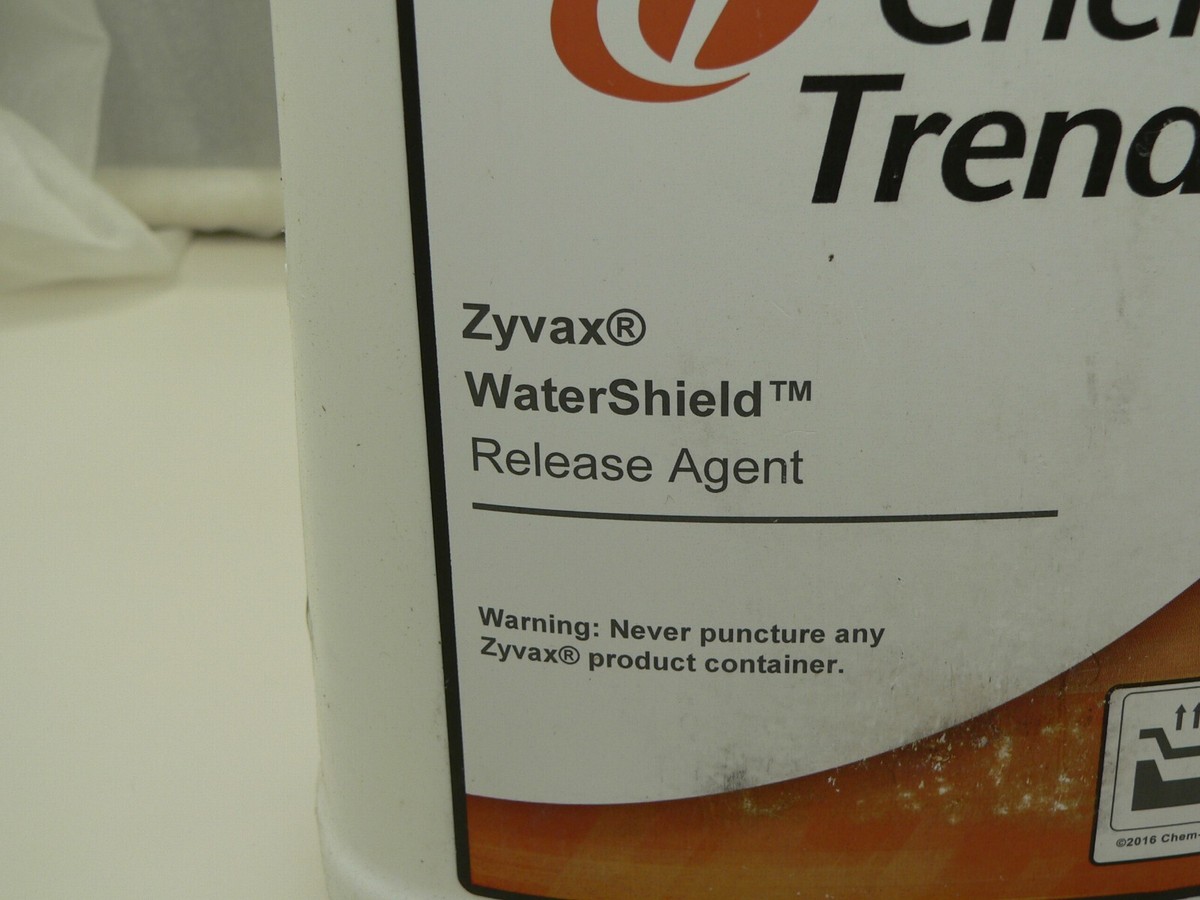 Trend
Zyvax®
WaterShield™
Release Agent
Warning: Never puncture any
Zyvax® product container.
©2016 Chem-